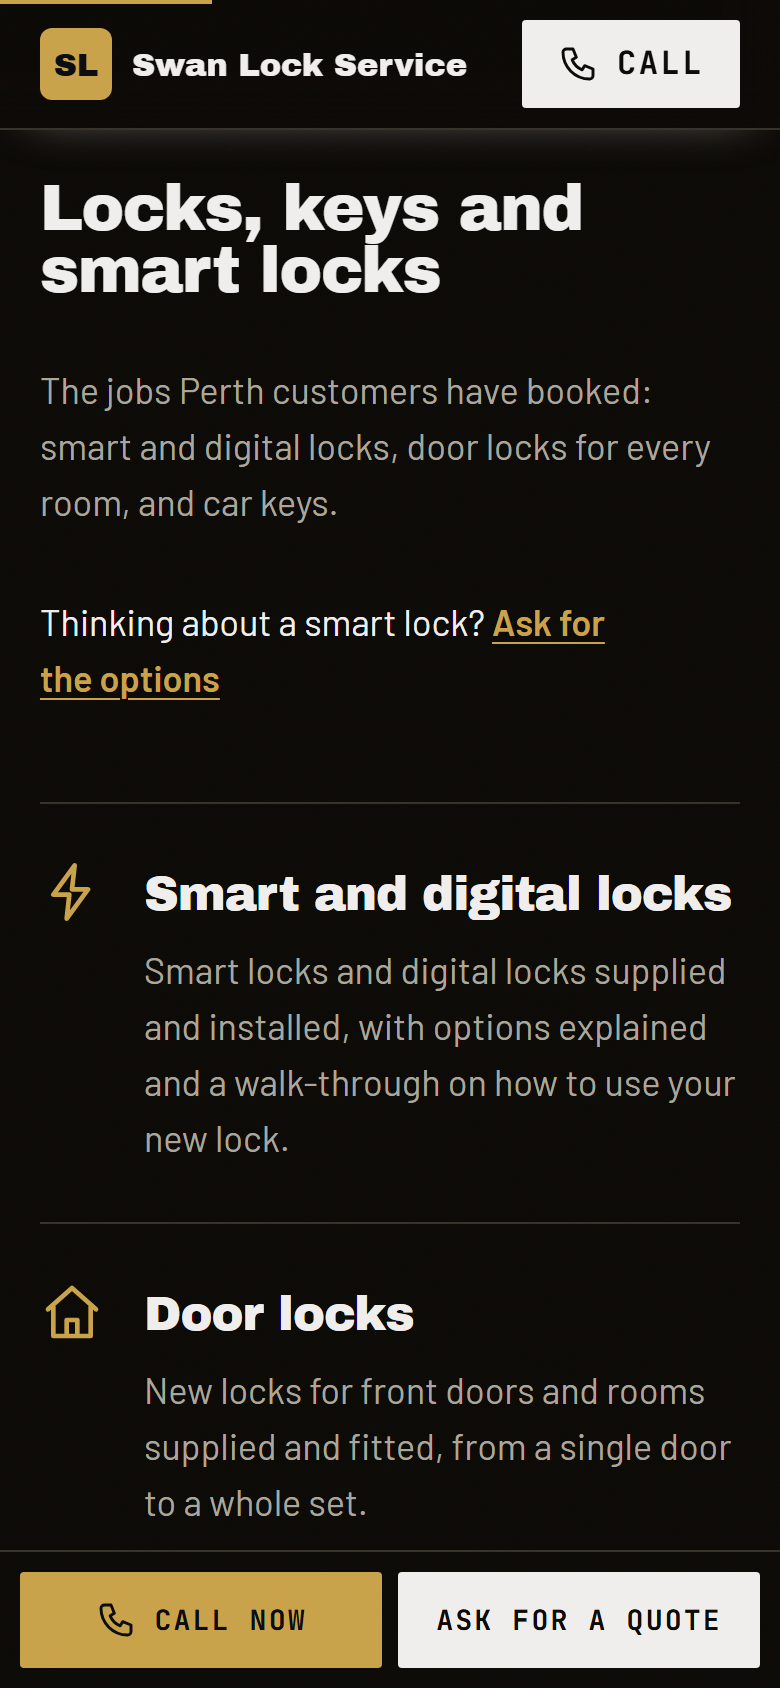 SL
Swan Lock Service
CALL
Locks, keys and
smart locks
The jobs Perth customers have booked:
smart and digital locks, door locks for every
room, and car keys.
Thinking about a smart lock? Ask for
the options
Smart and digital locks
Smart locks and digital locks supplied
and installed, with options explained
and a walk-through on how to use your
new lock.
Door locks
New locks for front doors and rooms
supplied and fitted, from a single door
to a whole set.
CALL NOW
ASK FOR A QUOTE